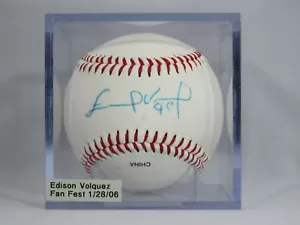 CHINA
Edison Volquez
Fan Fest 1/28/06